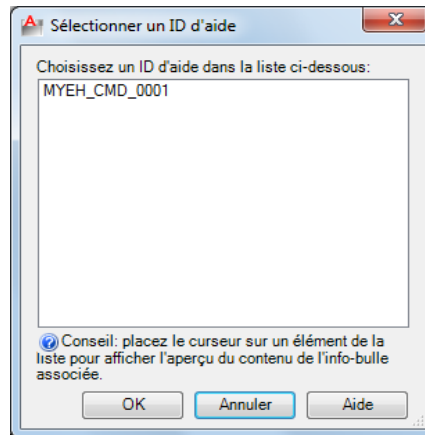 Sélectionner un ID d'aide
Choisissez un ID d'aide dans la liste ci-dessous:
MYEH_CMD_0001
Conseil: placez le curseur sur un élément de la
liste pour afficher l'aperçu du contenu de l'info-bulle
associée.
OK Annuler Aide